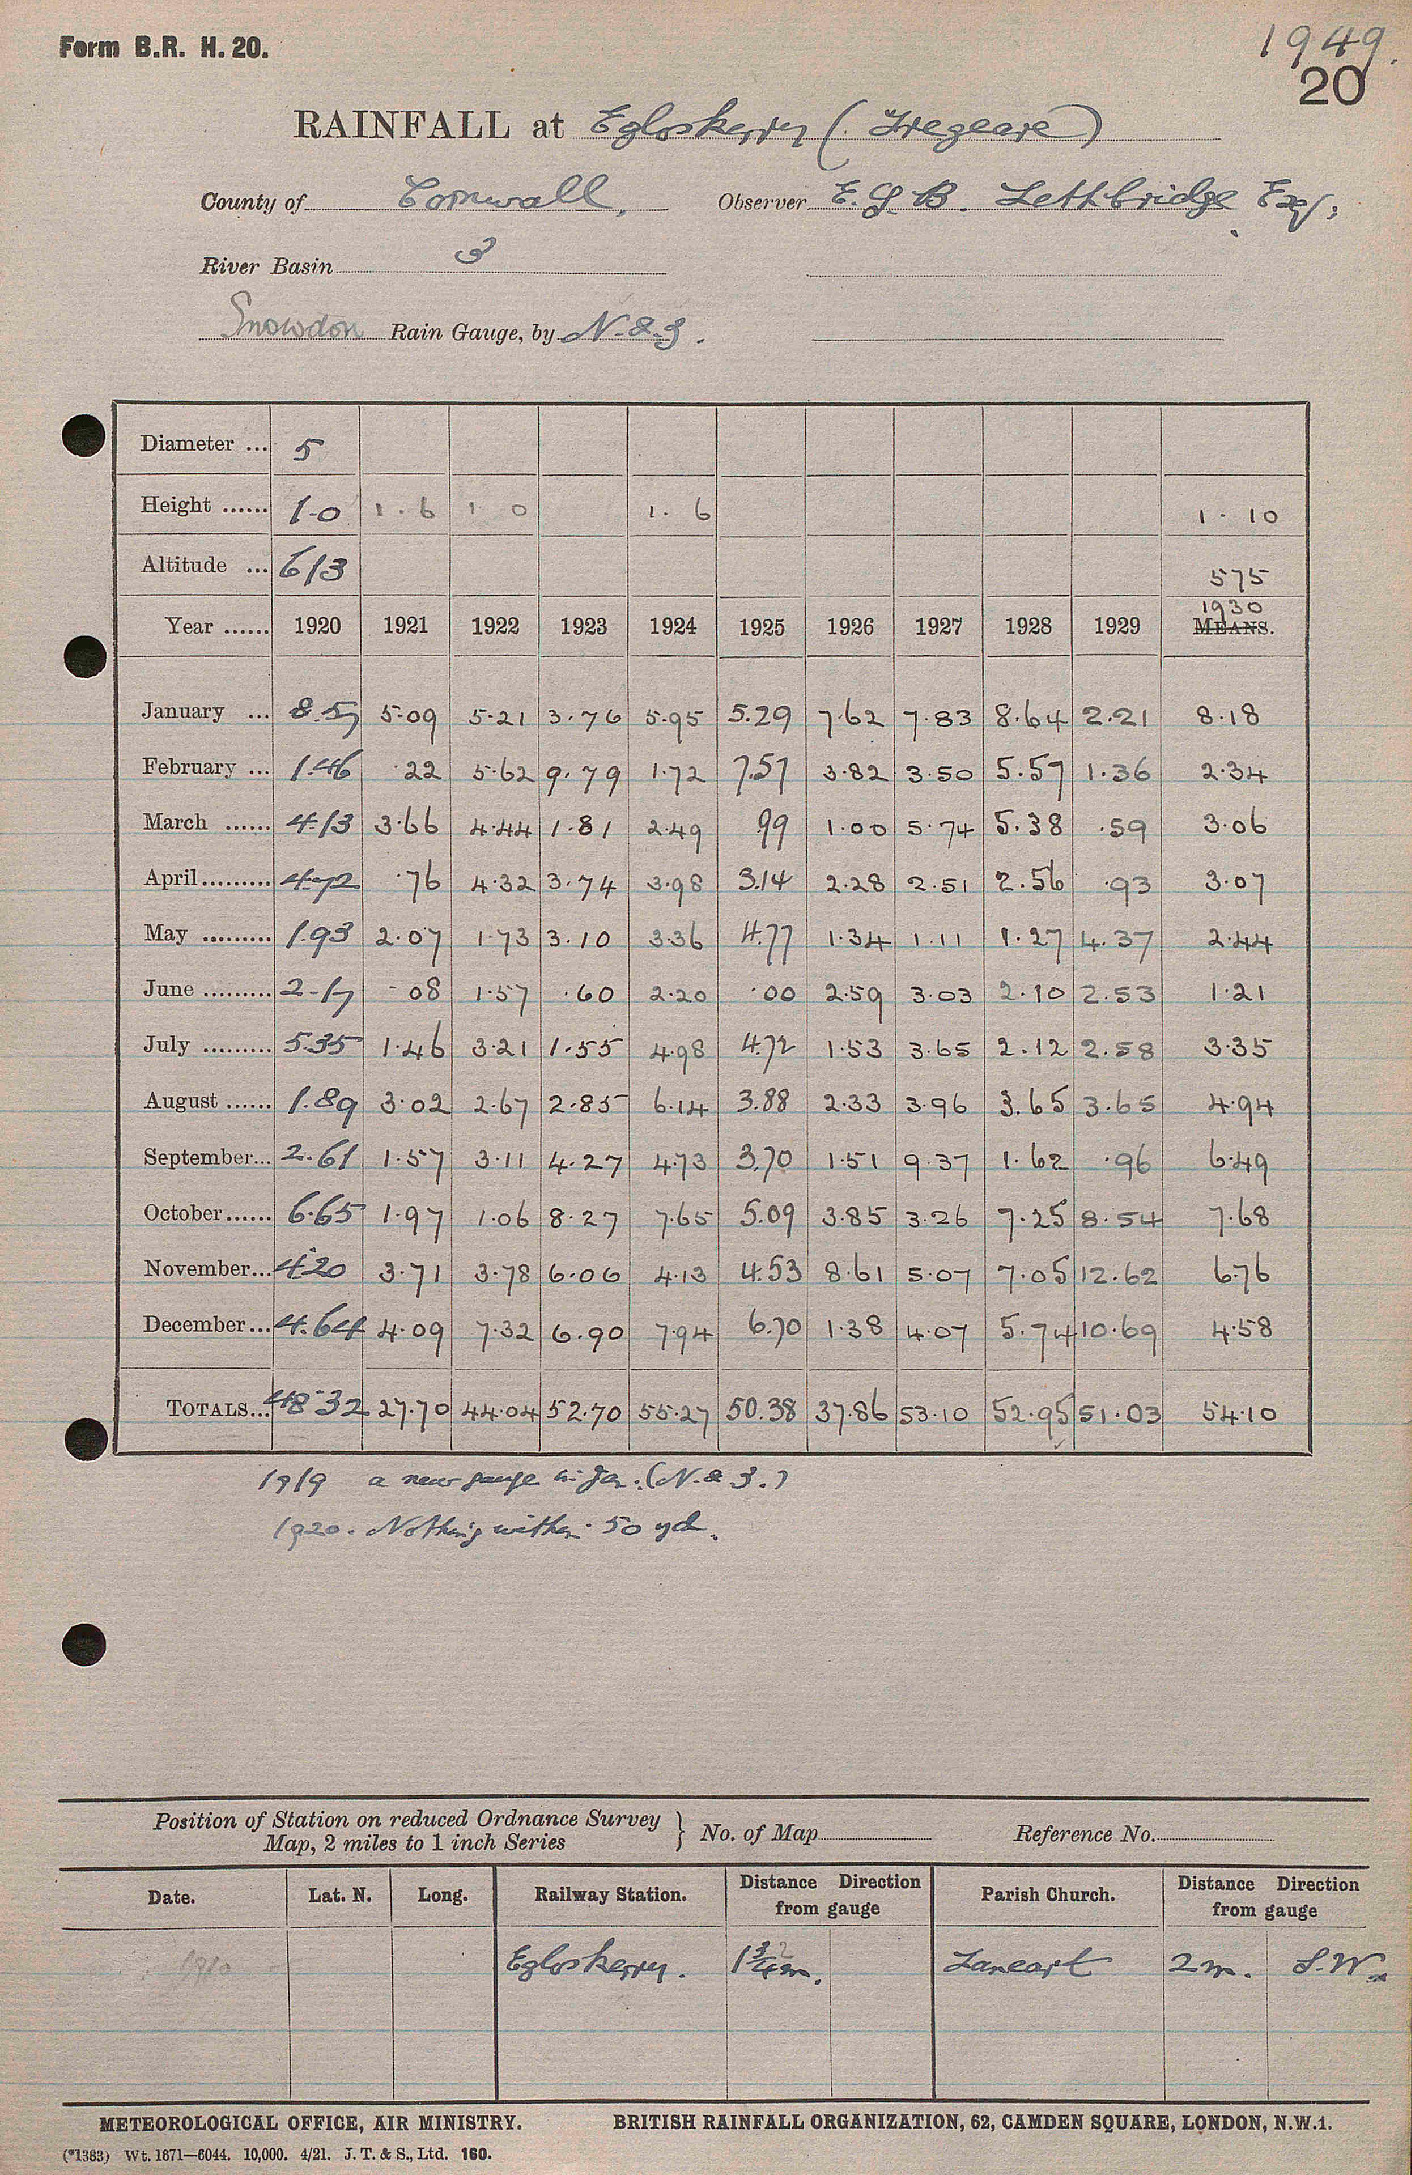 Form B.R. H. 20.
1949.
20
RAINFALL at Egloskerry (Tregeare)
County of Cornwall. Observer E. G. B. Lethbridge Esq.
River Basin 3
Snowdon Rain Gauge, by N & 3.
Diameter ... 5
Height ...... 1-0 1 . 6 1 0 1. 6 1 . 10
Altitude ... 613 575
1930
Year ...... 1920 1921 1922 1923 1924 1925 1926 1927 1928 1929 MEANS.
January ... 8.57 5.09 5.21 3.76 5.95 5.29 7.62 7.83 8.64 2.21 8.18
February ... 1.46 .22 5.62 9.79 1.72 7.57 3.82 3.50 5.57 1.36 2.34
March ...... 4.13 3.66 4.44 1.81 2.49 .99 1.00 5.74 5.38 .59 3.06
April......... 4.72 .76 4.32 3.74 3.98 3.14 2.28 2.51 2.56 .93 3.07
May ......... 1.93 2.07 1.73 3.10 3.36 4.77 1.34 1.11 1.27 4.37 2.44
June ......... 2.17 .08 1.57 .60 2.20 .00 2.59 3.03 2.10 2.53 1.21
July ......... 5.35 1.46 3.21 1.55 4.98 4.72 1.53 3.65 2.12 2.58 3.35
August ...... 1.89 3.02 2.67 2.85 6.14 3.88 2.33 3.96 3.65 3.65 4.94
September... 2.61 1.57 3.11 4.27 4.73 3.70 1.51 9.37 1.62 .96 6.49
October...... 6.65 1.97 1.06 8.27 7.65 5.09 3.85 3.26 7.25 8.54 7.68
November... 4.20 3.71 3.78 6.06 4.13 4.53 8.61 5.07 7.05 12.62 6.76
December... 4.64 4.09 7.32 6.90 7.94 6.70 1.38 4.07 5.74 10.69 4.58
TOTALS... 48.32 27.70 44.04 52.70 55.27 50.38 37.86 53.10 52.95 51.03 54.10
1919 a new gauge in Jan. (N. & 3.)
1920. Nothing within 50 yd.
Position of Station on reduced Ordnance Survey Map, 2 miles to 1 inch Series } No. of Map Reference No.
Date. Lat. N. Long. Railway Station. Distance Direction from gauge Parish Church. Distance Direction from gauge
1910 Egloskerry. 1¾ m. 2 Laneast 2 m. S.W.
METEOROLOGICAL OFFICE, AIR MINISTRY. BRITISH RAINFALL ORGANIZATION, 62, CAMDEN SQUARE, LONDON, N.W.1.
(*1383) Wt. 1871—6044. 10,000. 4/21. J. T. & S., Ltd. 160.